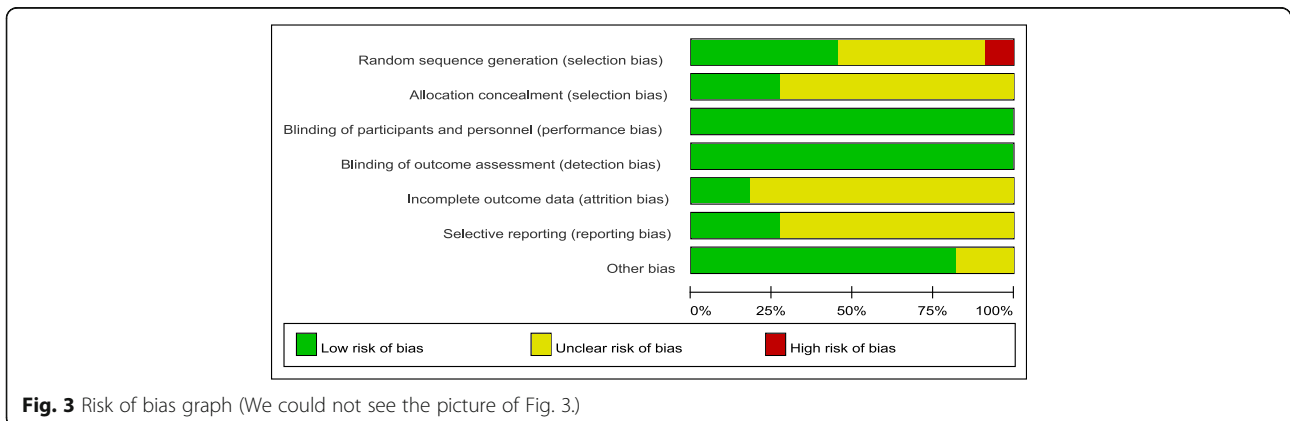 Random sequence generation (selection bias)
Allocation concealment (selection bias)
Blinding of participants and personnel (performance bias)
Blinding of outcome assessment (detection bias)
Incomplete outcome data (attrition bias)
Selective reporting (reporting bias)
Other bias
0% 25% 50% 75% 100%
Low risk of bias Unclear risk of bias High risk of bias
Fig. 3 Risk of bias graph (We could not see the picture of Fig. 3.)